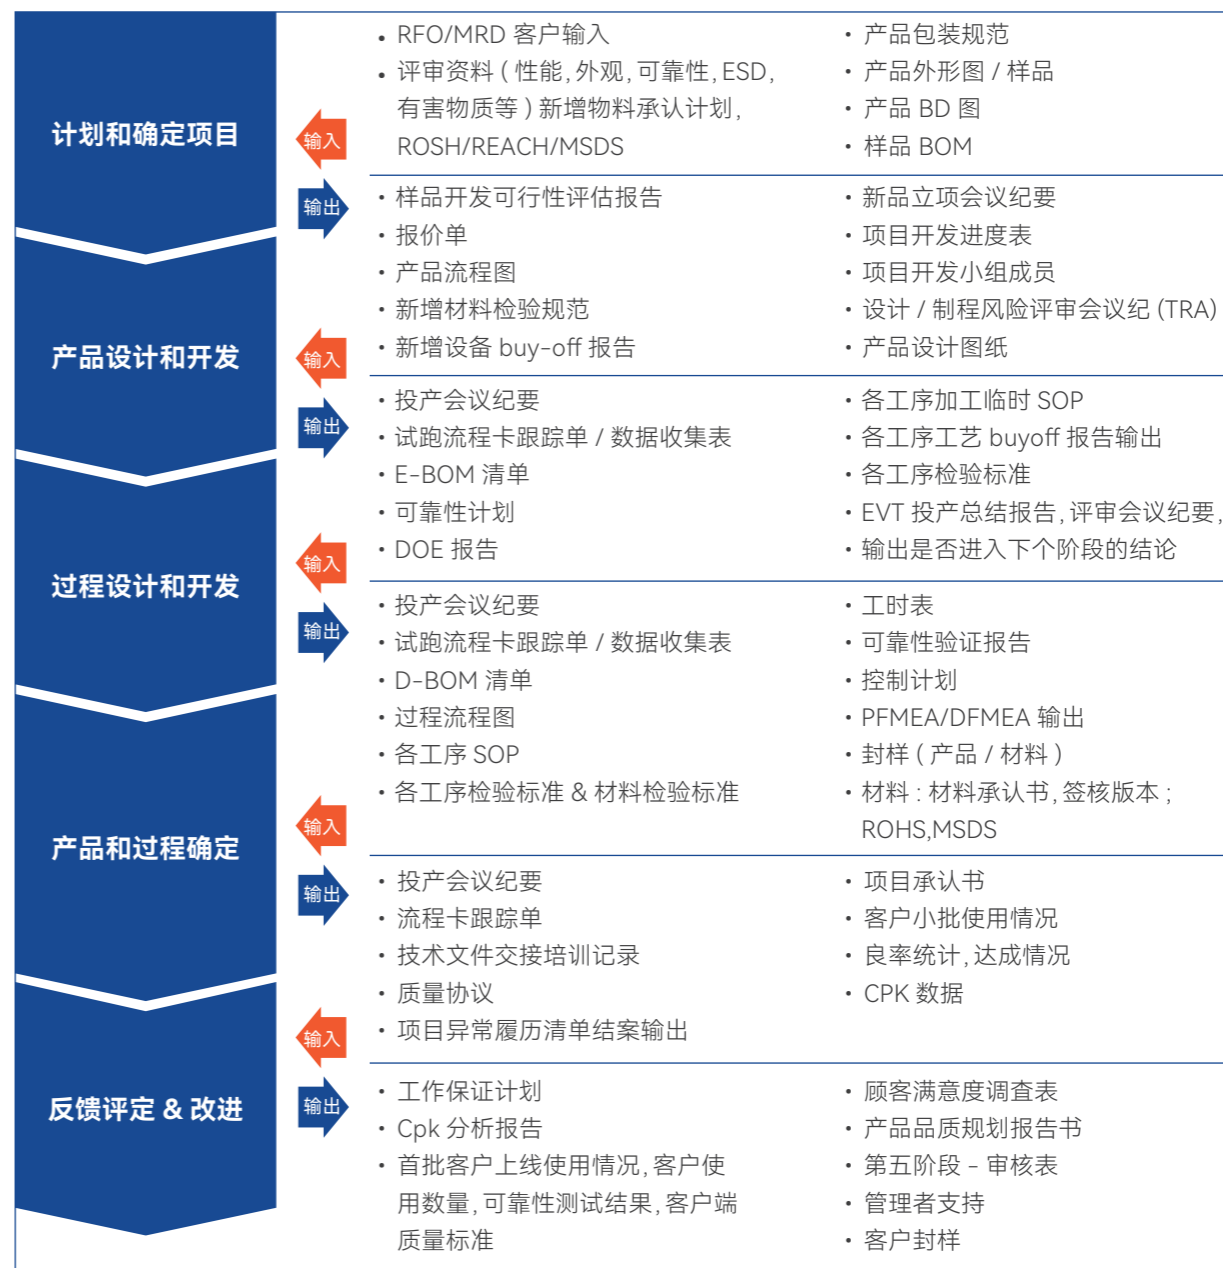 计划和确定项目
输入
• RFO/MRD 客户输入
• 评审资料 ( 性能, 外观, 可靠性, ESD,
有害物质等 ) 新增物料承认计划,
ROSH/REACH/MSDS
• 产品包装规范
• 产品外形图 / 样品
• 产品 BD 图
• 样品 BOM
输出
• 样品开发可行性评估报告
• 报价单
• 产品流程图
• 新增材料检验规范
• 新增设备 buy-off 报告
• 新品立项会议纪要
• 项目开发进度表
• 项目开发小组成员
• 设计 / 制程风险评审会议纪 (TRA)
• 产品设计图纸
产品设计和开发
输入
输出
• 投产会议纪要
• 试跑流程卡跟踪单 / 数据收集表
• E-BOM 清单
• 可靠性计划
• DOE 报告
• 各工序加工临时 SOP
• 各工序工艺 buyoff 报告输出
• 各工序检验标准
• EVT 投产总结报告, 评审会议纪要,
• 输出是否进入下个阶段的结论
过程设计和开发
输入
输出
• 投产会议纪要
• 试跑流程卡跟踪单 / 数据收集表
• D-BOM 清单
• 过程流程图
• 各工序 SOP
• 各工序检验标准 & 材料检验标准
• 工时表
• 可靠性验证报告
• 控制计划
• PFMEA/DFMEA 输出
• 封样 ( 产品 / 材料 )
• 材料 : 材料承认书, 签核版本 ;
ROHS,MSDS
产品和过程确定
输入
输出
• 投产会议纪要
• 流程卡跟踪单
• 技术文件交接培训记录
• 质量协议
• 项目异常履历清单结案输出
• 项目承认书
• 客户小批使用情况
• 良率统计, 达成情况
• CPK 数据
反馈评定 & 改进
输入
输出
• 工作保证计划
• Cpk 分析报告
• 首批客户上线使用情况, 客户使
用数量, 可靠性测试结果, 客户端
质量标准
• 顾客满意度调查表
• 产品品质规划报告书
• 第五阶段 - 审核表
• 管理者支持
• 客户封样